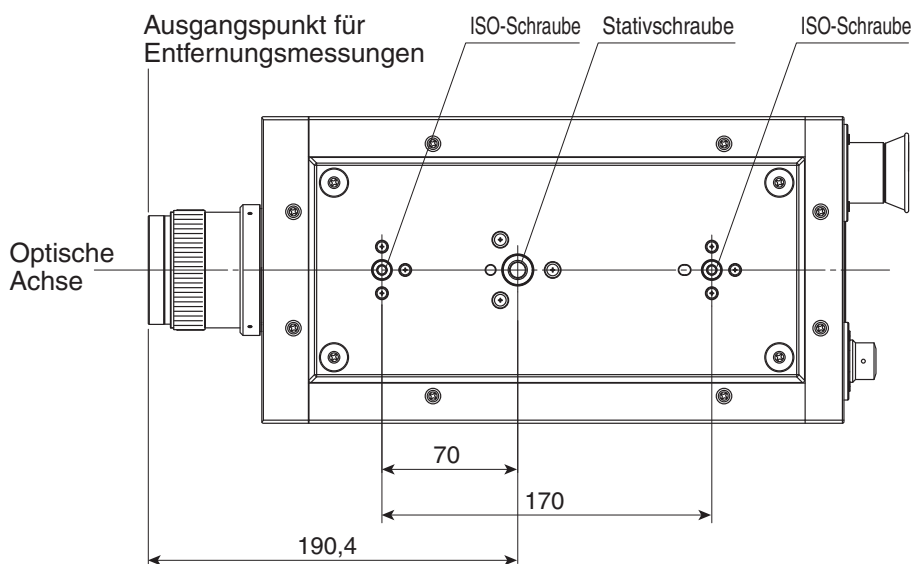 Ausgangspunkt für
Entfernungsmessungen
ISO-Schraube
Stativschraube
ISO-Schraube
Optische
Achse
70
170
190,4